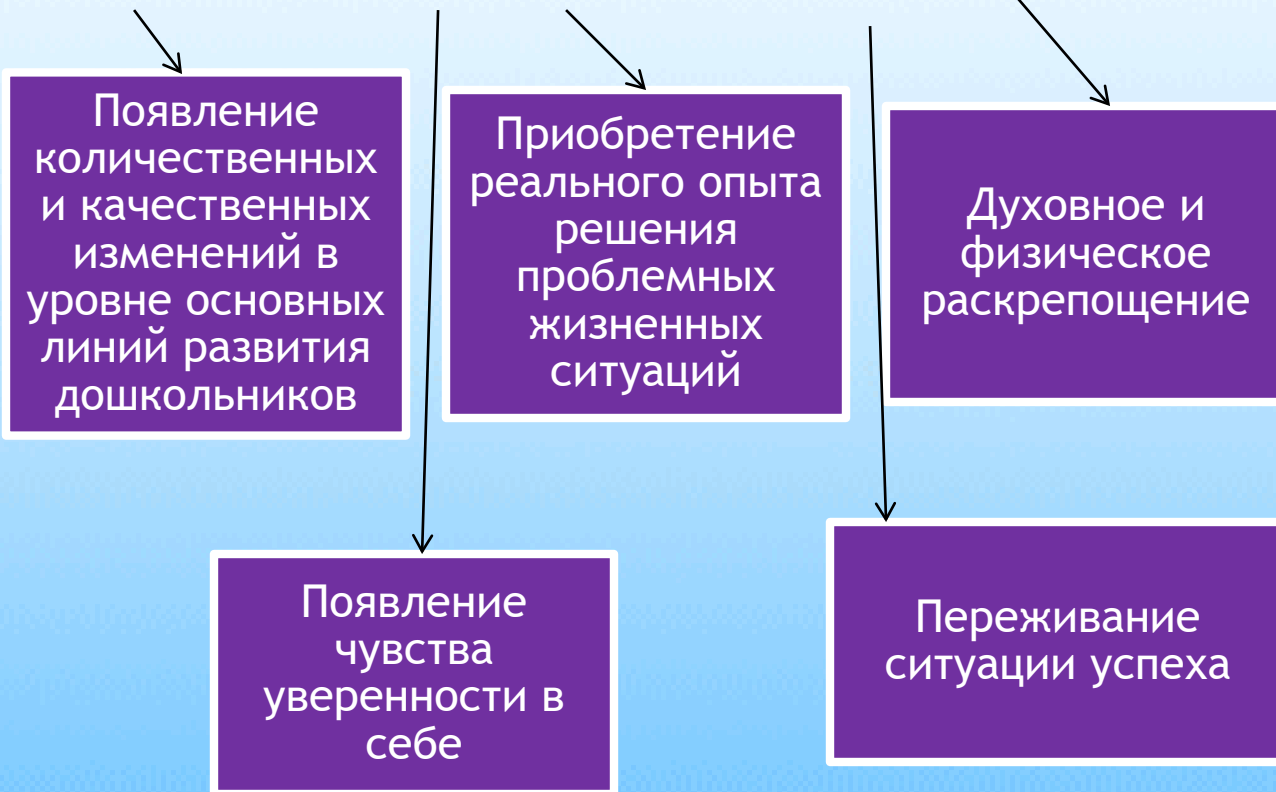 Появление
количественных
и качественных
изменений в
уровне основных
линий развития
дошкольников
Приобретение
реального опыта
решения
проблемных
жизненных
ситуаций
Духовное и
физическое
раскрепощение
Появление
чувства
уверенности в
себе
Переживание
ситуации успеха